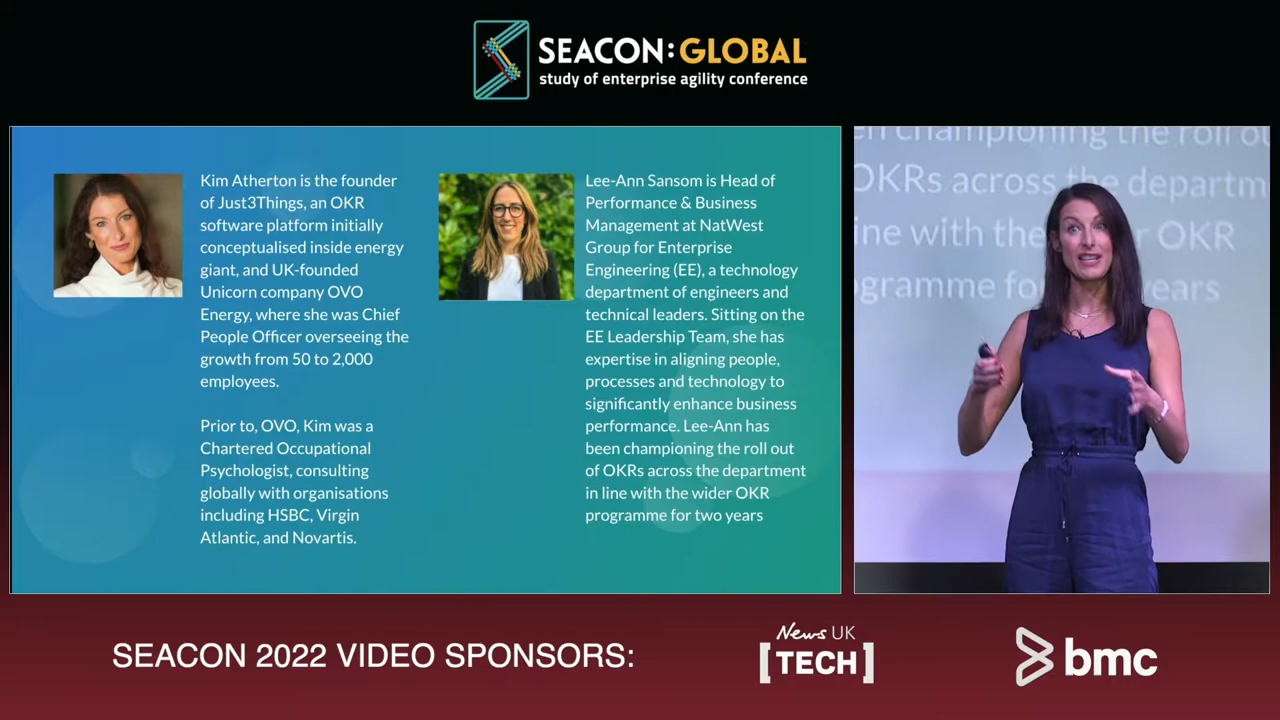 SEACON:GLOBAL
study of enterprise agility conference
Kim Atherton is the founder
of Just3Things, an OKR
software platform initially
conceptualised inside energy
giant, and UK-founded
Unicorn company OVO
Energy, where she was Chief
People Officer overseeing the
growth from 50 to 2,000
employees.
Prior to, OVO, Kim was a
Chartered Occupational
Psychologist, consulting
globally with organisations
including HSBC, Virgin
Atlantic, and Novartis.
Lee-Ann Sansom is Head of
Performance & Business
Management at NatWest
Group for Enterprise
Engineering (EE), a technology
department of engineers and
technical leaders. Sitting on the
EE Leadership Team, she has
expertise in aligning people,
processes and technology to
significantly enhance business
performance. Lee-Ann has
been championing the roll out
of OKRs across the department
in line with the wider OKR
programme for two years
championing the roll
OKRs across the
with the OKR
years
SEACON 2022 VIDEO SPONSORS:
News UK
[TECH]
bmc